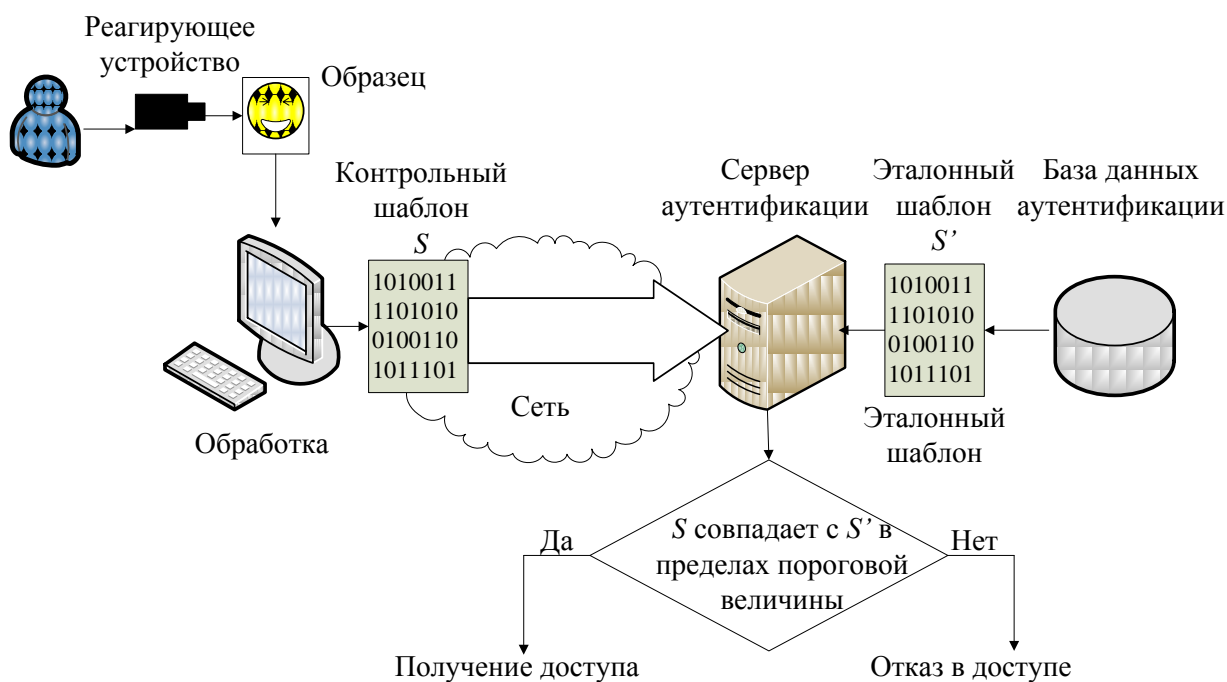 Реагирующее
устройство
Образец
Контрольный
шаблон
S
Сервер
аутентификации
Эталонный
шаблон
S’
База данных
аутентификации
1010011
1101010
0100110
1011101
1010011
1101010
0100110
1011101
Сеть
Обработка
Эталонный
шаблон
S совпадает с S’ в
пределах пороговой
величины
Да
Нет
Получение доступа
Отказ в доступе